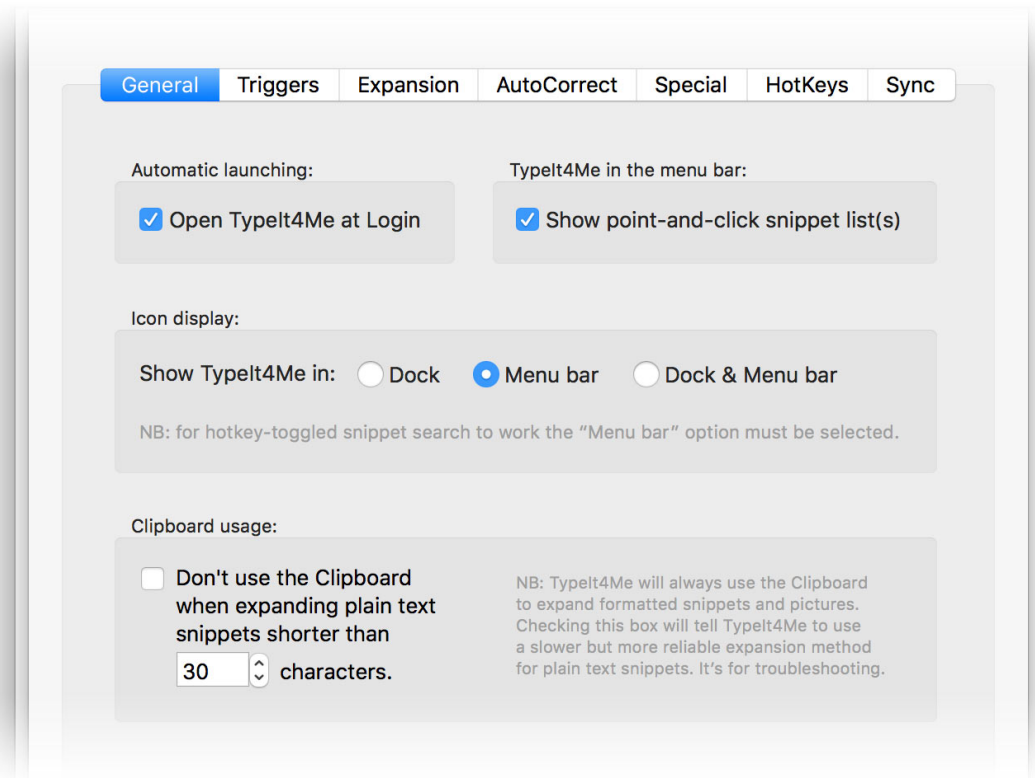 General Triggers Expansion AutoCorrect Special HotKeys Sync
Automatic launching:
Open TypeIt4Me at Login
TypeIt4Me in the menu bar:
Show point-and-click snippet list(s)
Icon display:
Show TypeIt4Me in: Dock Menu bar Dock & Menu bar
NB: for hotkey-toggled snippet search to work the “Menu bar” option must be selected.
Clipboard usage:
Don't use the Clipboard
when expanding plain text
snippets shorter than
30 characters.
NB: TypeIt4Me will always use the Clipboard
to expand formatted snippets and pictures.
Checking this box will tell TypeIt4Me to use
a slower but more reliable expansion method
for plain text snippets. It’s for troubleshooting.